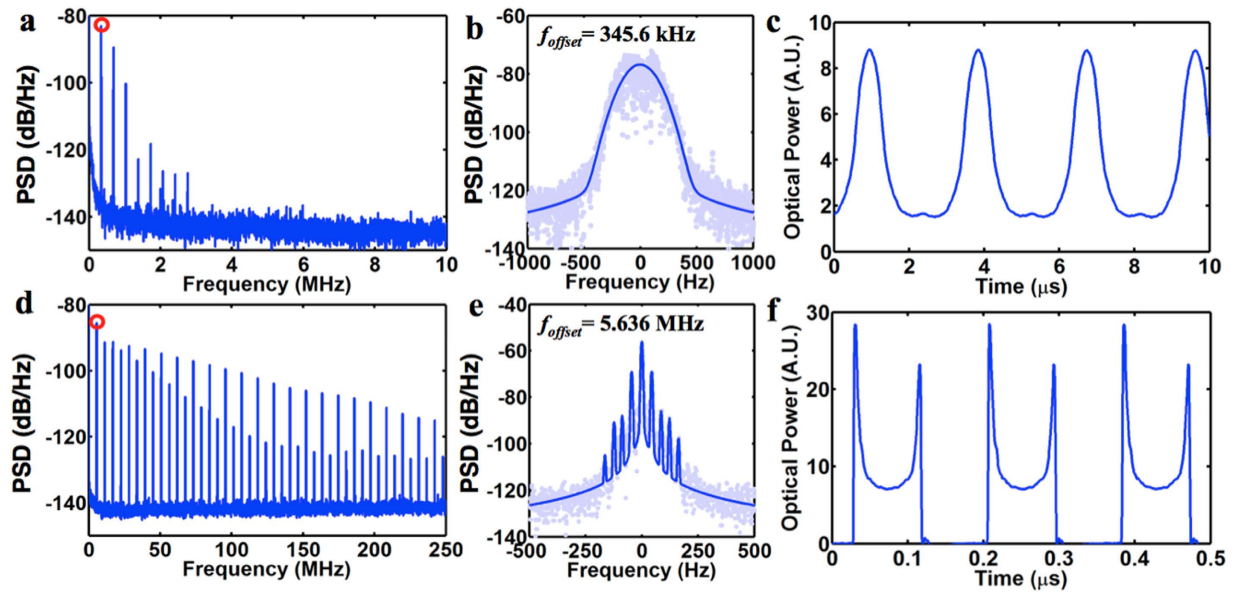 a
-80
-100
-120
-140
PSD (dB/Hz)
0 2 4 6 8 10
Frequency (MHz)
b
f_offset= 345.6 kHz
-60
-80
-100
-120
-140
PSD (dB/Hz)
-1000 -500 0 500 1000
Frequency (Hz)
c
10
8
6
4
2
0
Optical Power (A.U.)
0 2 4 6 8 10
Time (μs)
d
-80
-100
-120
-140
PSD (dB/Hz)
0 50 100 150 200 250
Frequency (MHz)
e
f_offset= 5.636 MHz
-40
-60
-80
-100
-120
-140
PSD (dB/Hz)
-500 0 500
Frequency (Hz)
f
30
20
10
0
Optical Power (A.U.)
0 0.1 0.2 0.3 0.4 0.5
Time (μs)